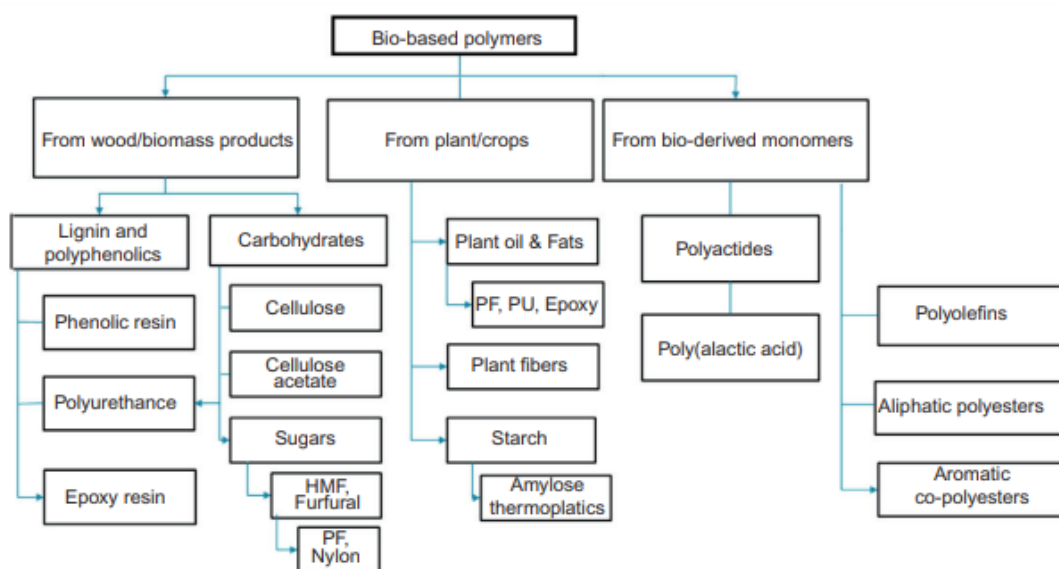 Bio-based polymers
From wood/biomass products
From plant/crops
From bio-derived monomers
Lignin and
polyphenolics
Carbohydrates
Plant oil & Fats
Polyactides
Phenolic resin
Cellulose
PF, PU, Epoxy
Polyolefins
Cellulose
acetate
Plant fibers
Poly(alactic acid)
Polyurethance
Aliphatic polyesters
Sugars
Starch
Epoxy resin
HMF,
Furfural
Amylose
thermoplatics
Aromatic
co-polyesters
PF,
Nylon